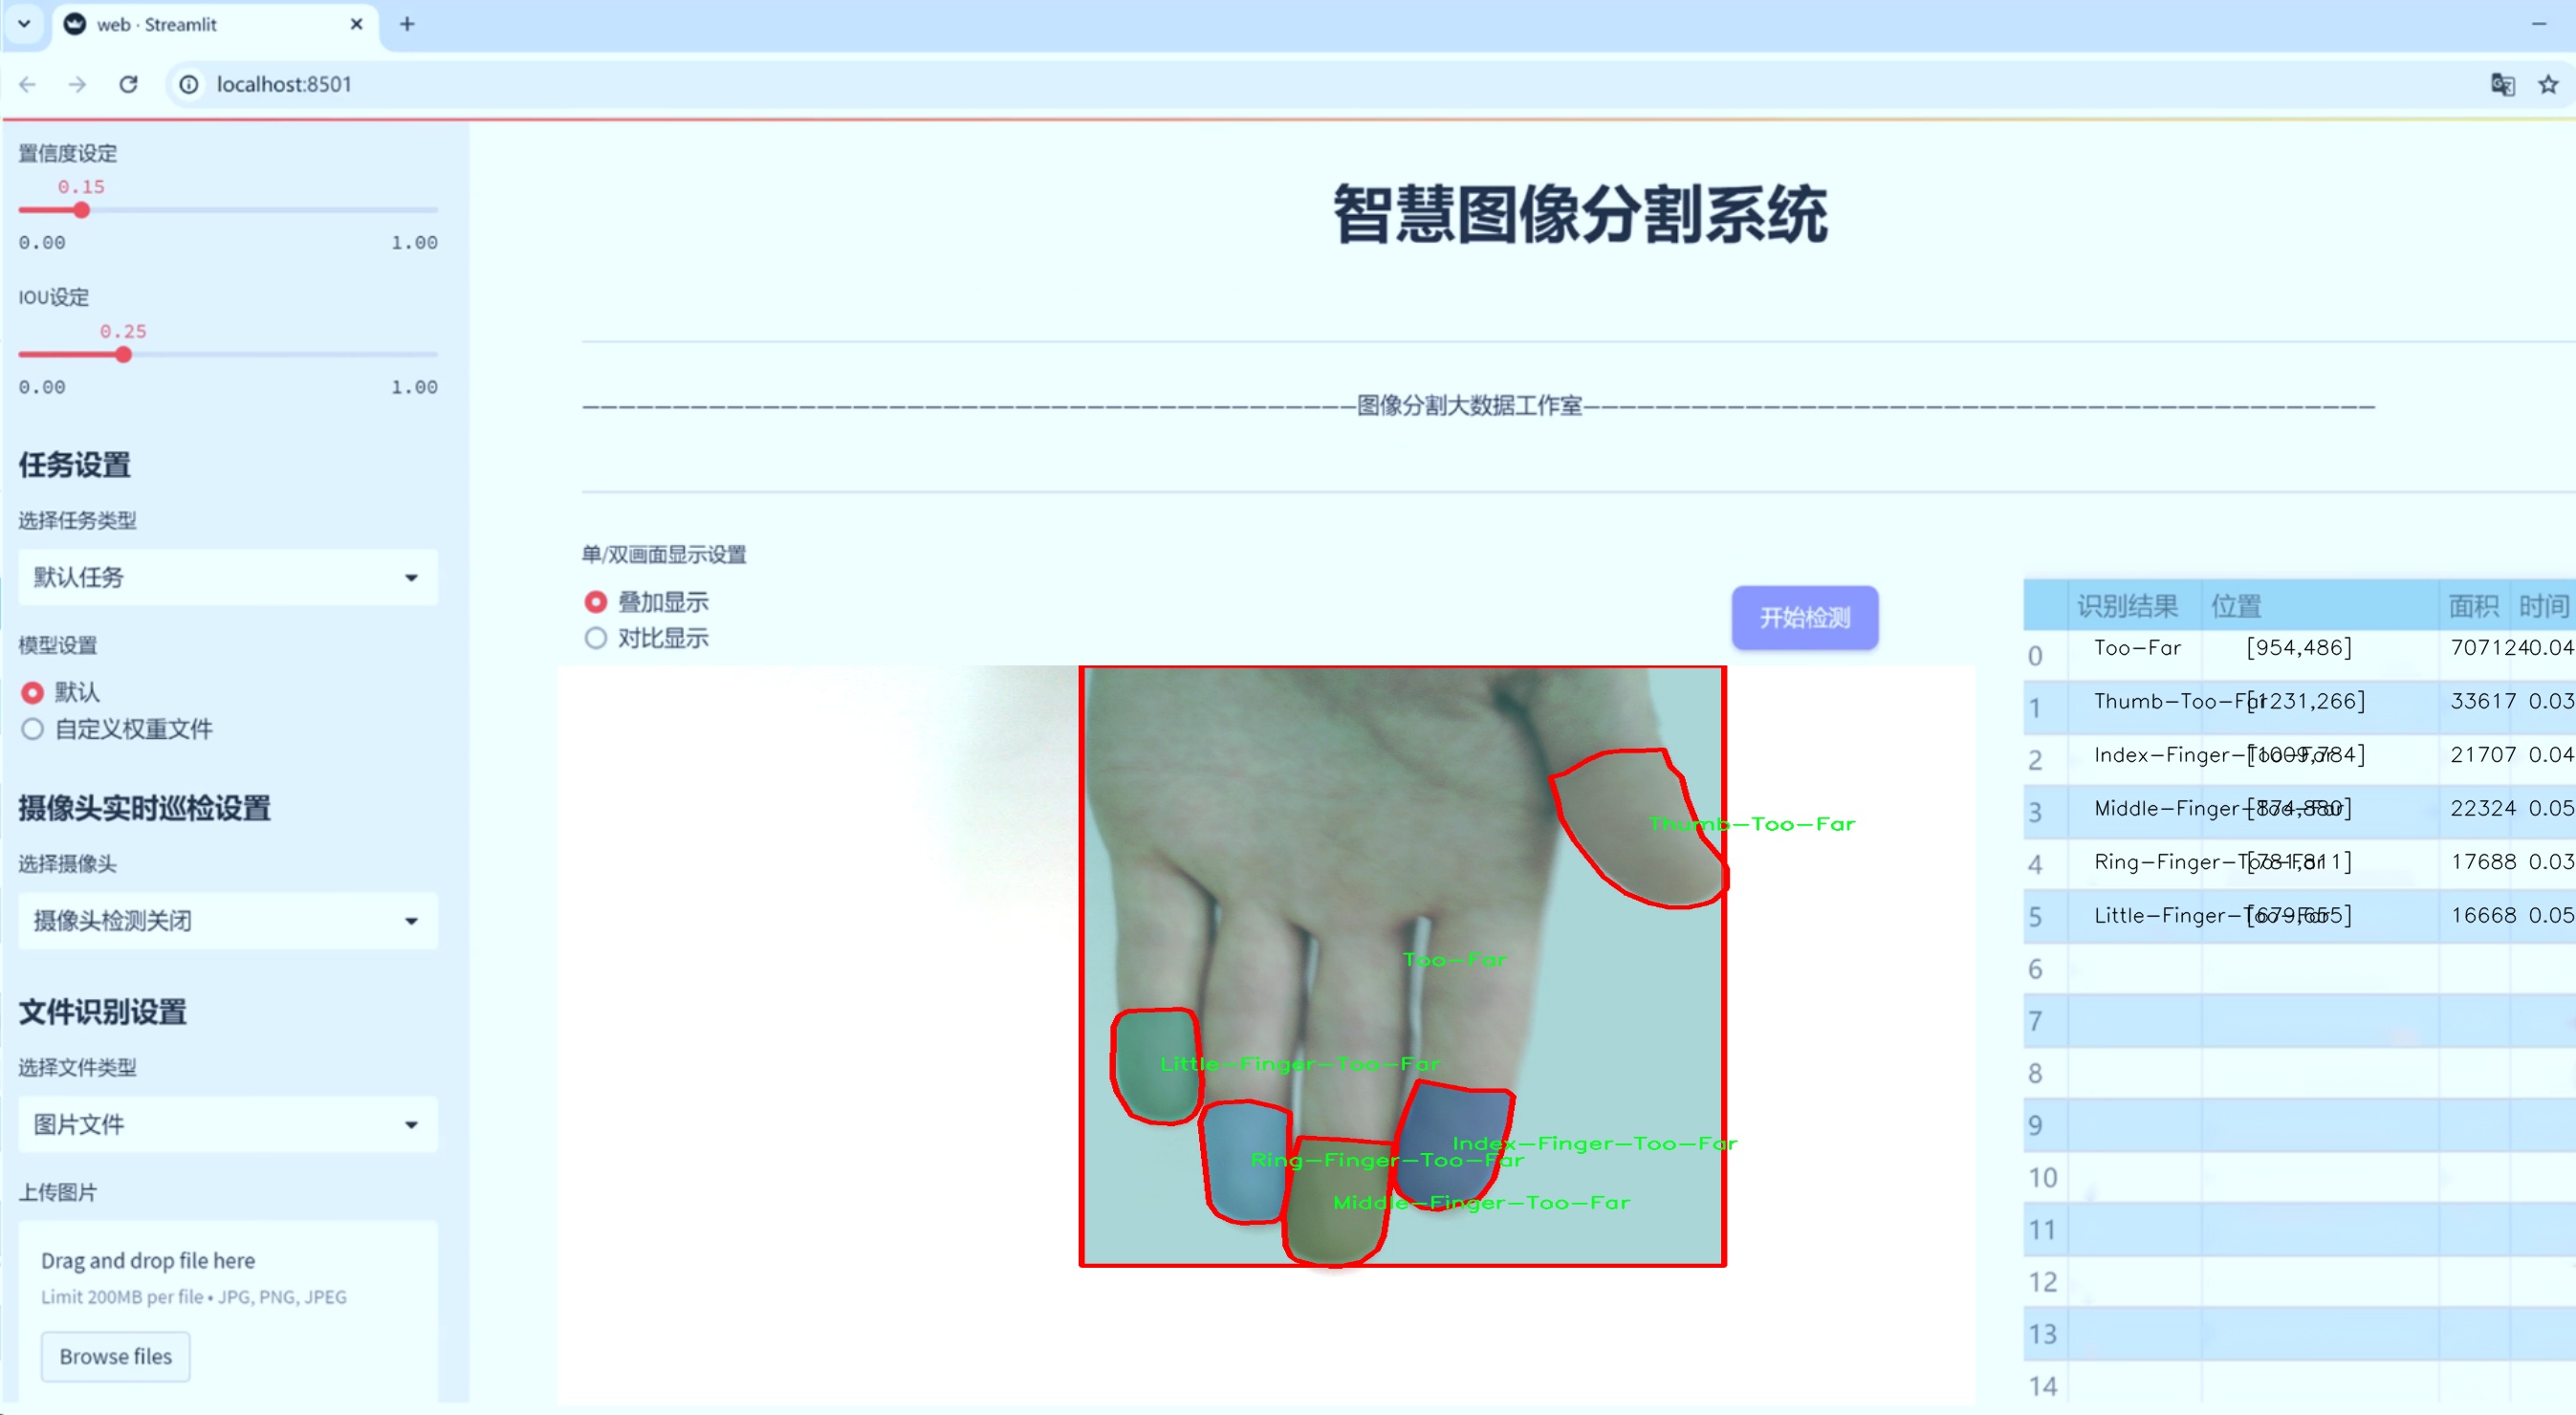 web · Streamlit
localhost:8501
置信度设定
0.15
0.00 1.00
IOU设定
0.25
0.00 1.00
任务设置
选择任务类型
默认任务
模型设置
默认
自定义权重文件
摄像头实时巡检设置
选择摄像头
摄像头检测关闭
文件识别设置
选择文件类型
图片文件
上传图片
Drag and drop file here
Limit 200MB per file • JPG, PNG, JPEG
Browse files
智慧图像分割系统
图像分割大数据工作室
单/双画面显示设置
叠加显示
对比显示
开始检测
Thumb-Too-Far
Too-Far
Little-Finger-Too-Far
Index-Finger-Too-Far
Ring-Finger-Too-Far
Middle-Finger-Too-Far
识别结果 位置 面积 时间
0 Too-Far [954,486] 707124 0.04
1 Thumb-Too-Far [1231,266] 33617 0.03
2 Index-Finger-Too-Far [1009,784] 21707 0.04
3 Middle-Finger-Too-Far [874,880] 22324 0.05
4 Ring-Finger-Too-Far [781,811] 17688 0.03
5 Little-Finger-Too-Far [679,655] 16668 0.05
6
7
8
9
10
11
12
13
14